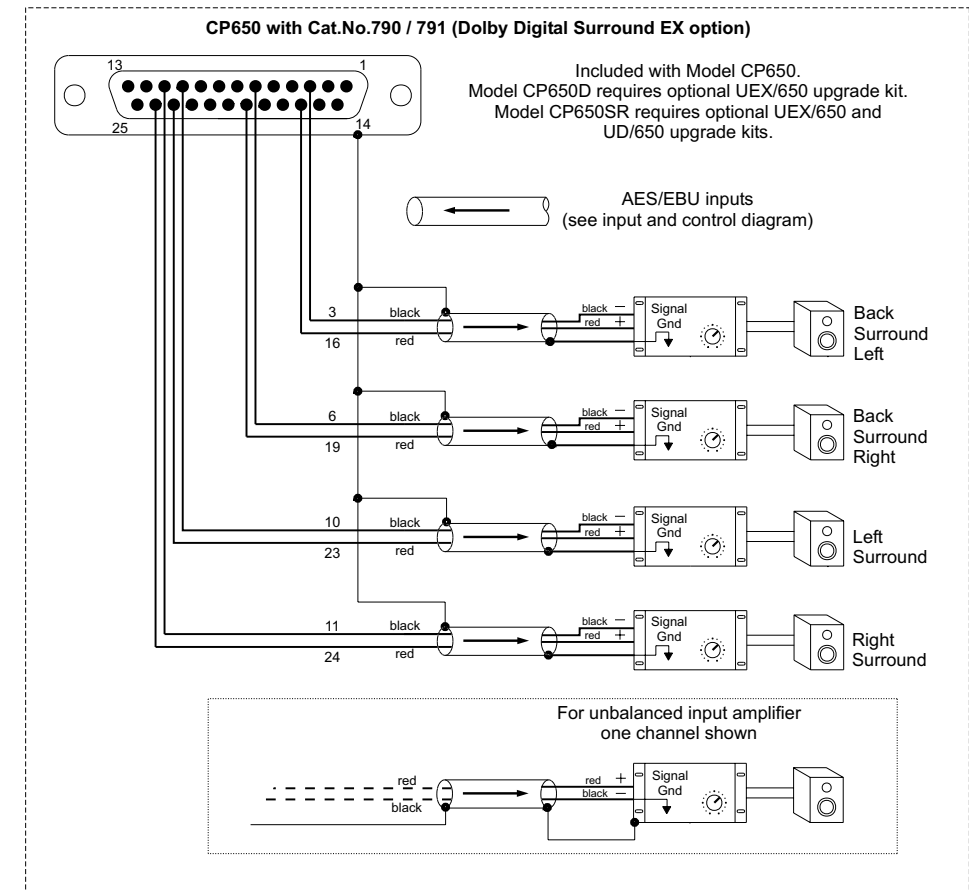 CP650 with Cat.No.790 / 791 (Dolby Digital Surround EX option)
13
1
25
14
Included with Model CP650.
Model CP650D requires optional UEX/650 upgrade kit.
Model CP650SR requires optional UEX/650 and
UD/650 upgrade kits.
AES/EBU inputs
(see input and control diagram)
3 black
16 red
black −
red +
Signal
Gnd
Back
Surround
Left
6 black
19 red
black −
red +
Signal
Gnd
Back
Surround
Right
10 black
23 red
black −
red +
Signal
Gnd
Left
Surround
11 black
24 red
black −
red +
Signal
Gnd
Right
Surround
For unbalanced input amplifier
one channel shown
red
black
red +
black −
Signal
Gnd